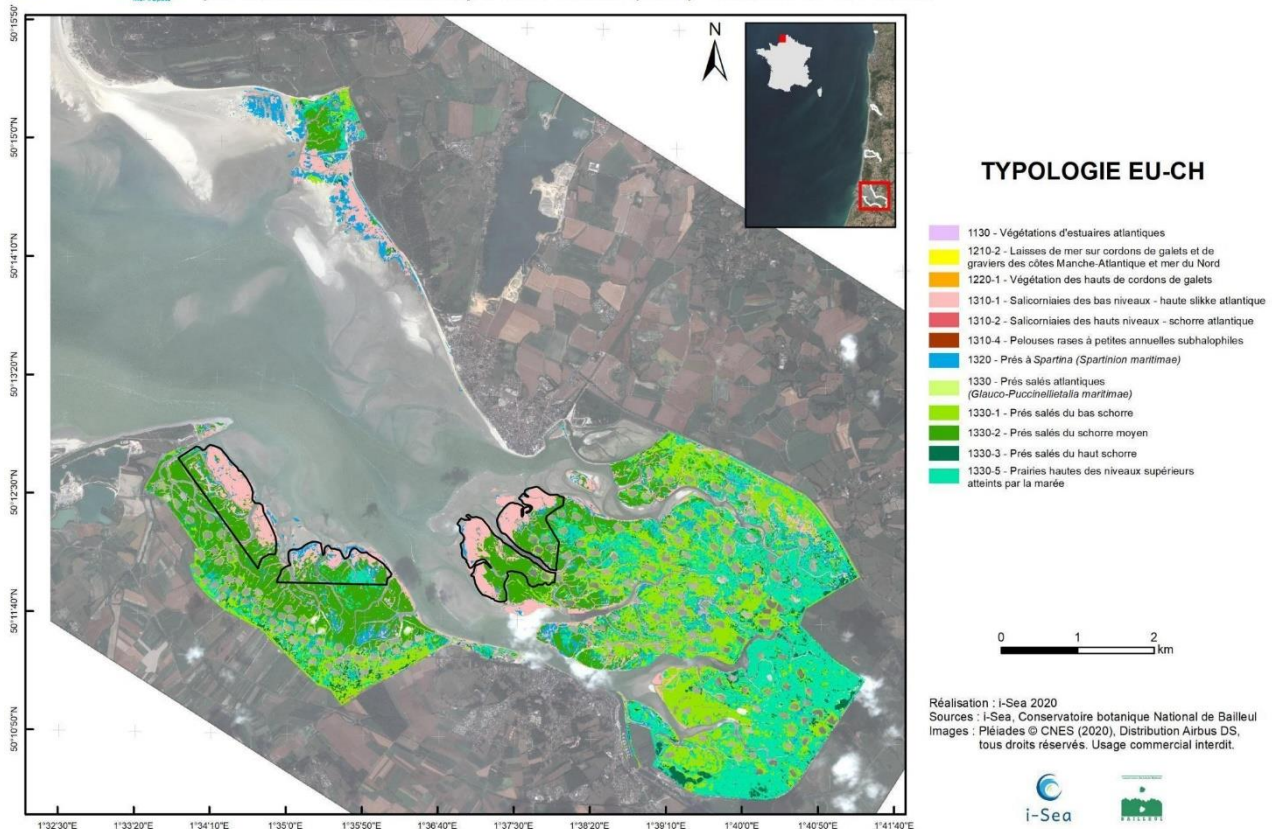 N
TYPOLOGIE EU-CH
1130 - Végétations d'estuaires atlantiques
1210-2 - Laisses de mer sur cordons de galets et de
graviers des côtes Manche-Atlantique et mer du Nord
1220-1 - Végétation des hauts de cordons de galets
1310-1 - Salicorniaies des bas niveaux - haute slikke atlantique
1310-2 - Salicorniaies des hauts niveaux - schorre atlantique
1310-4 - Pelouses rases à petites annuelles subhalophiles
1320 - Prés à Spartina (Spartinion maritimae)
1330 - Prés salés atlantiques
(Glauco-Puccinellietalia maritimae)
1330-1 - Prés salés du bas schorre
1330-2 - Prés salés du schorre moyen
1330-3 - Prés salés du haut schorre
1330-5 - Prairies hautes des niveaux supérieurs
atteints par la marée
0 1 2
km
Réalisation : i-Sea 2020
Sources : i-Sea, Conservatoire botanique National de Bailleul
Images : Pléiades © CNES (2020), Distribution Airbus DS,
tous droits réservés. Usage commercial interdit.
i-Sea
BAILLEUL
50°15'50"N
50°15'0"N
50°14'10"N
50°13'20"N
50°12'30"N
50°11'40"N
50°10'50"N
1°32'30"E 1°33'20"E 1°34'10"E 1°35'0"E 1°35'50"E 1°36'40"E 1°37'30"E 1°38'20"E 1°39'10"E 1°40'0"E 1°40'50"E 1°41'40"E